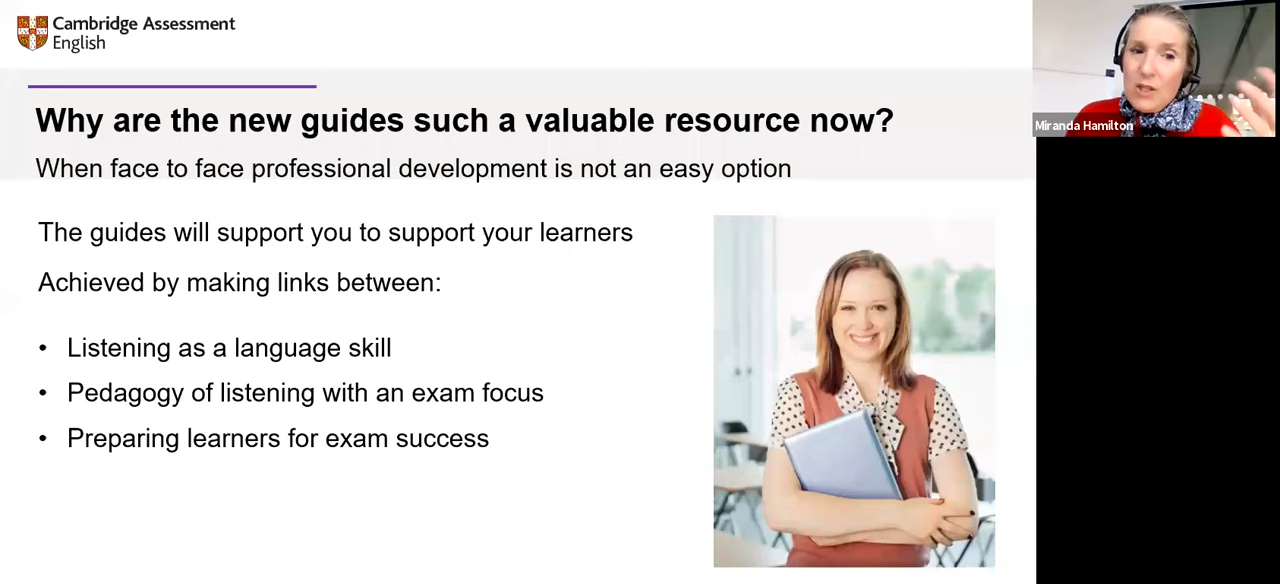 Cambridge Assessment
English
Why are the new guides such a valuable resource now?
When face to face professional development is not an easy option
The guides will support you to support your learners
Achieved by making links between:
• Listening as a language skill
• Pedagogy of listening with an exam focus
• Preparing learners for exam success
Miranda Hamilton